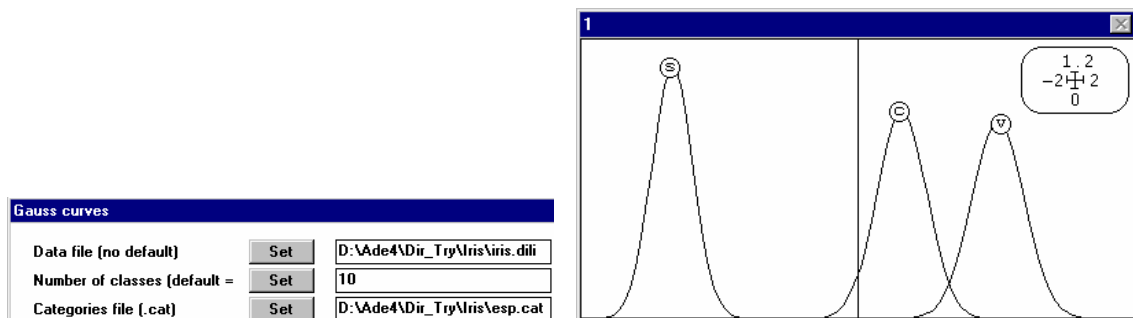 Gauss curves
Data file (no default) Set D:\Ade4\Dir_Try\Iris\iris.dili
Number of classes (default = Set 10
Categories file (.cat) Set D:\Ade4\Dir_Try\Iris\esp.cat
1
S
C
V
1.2
-2 2
0